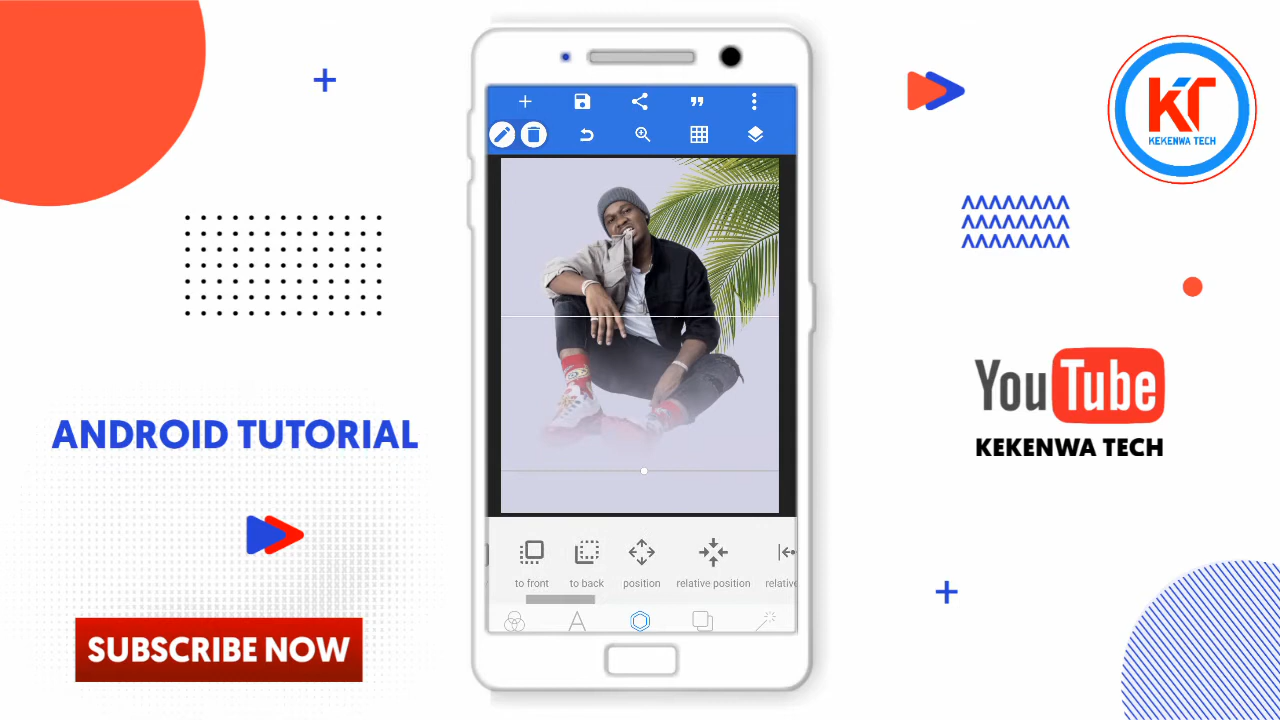 KT
KEKENWA TECH
YouTube
KEKENWA TECH
ANDROID TUTORIAL
SUBSCRIBE NOW
to front
to back
position
relative position
relative